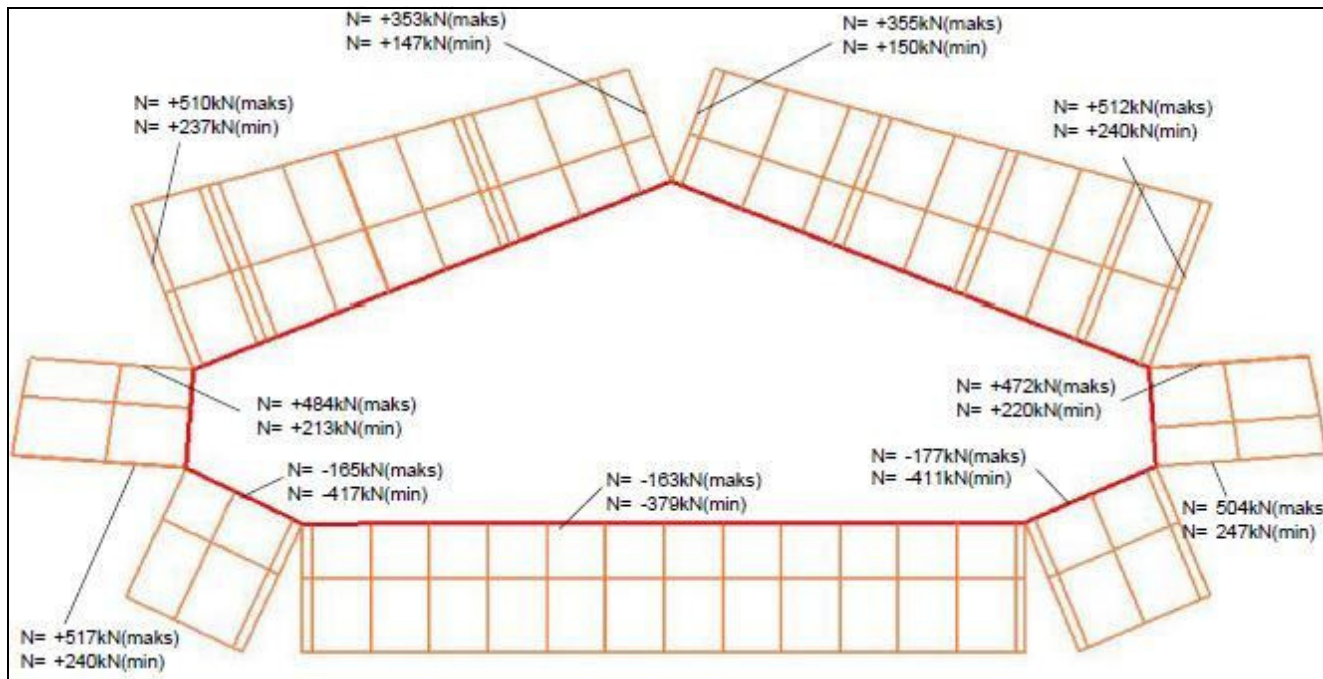 N= +353kN(maks)
N= +147kN(min)
N= +355kN(maks)
N= +150kN(min)
N= +510kN(maks)
N= +237kN(min)
N= +512kN(maks)
N= +240kN(min)
N= +484kN(maks)
N= +213kN(min)
N= +472kN(maks)
N= +220kN(min)
N= -165kN(maks)
N= -417kN(min)
N= -163kN(maks)
N= -379kN(min)
N= -177kN(maks)
N= -411kN(min)
N= 504kN(maks
N= 247kN(min)
N= +517kN(maks)
N= +240kN(min)